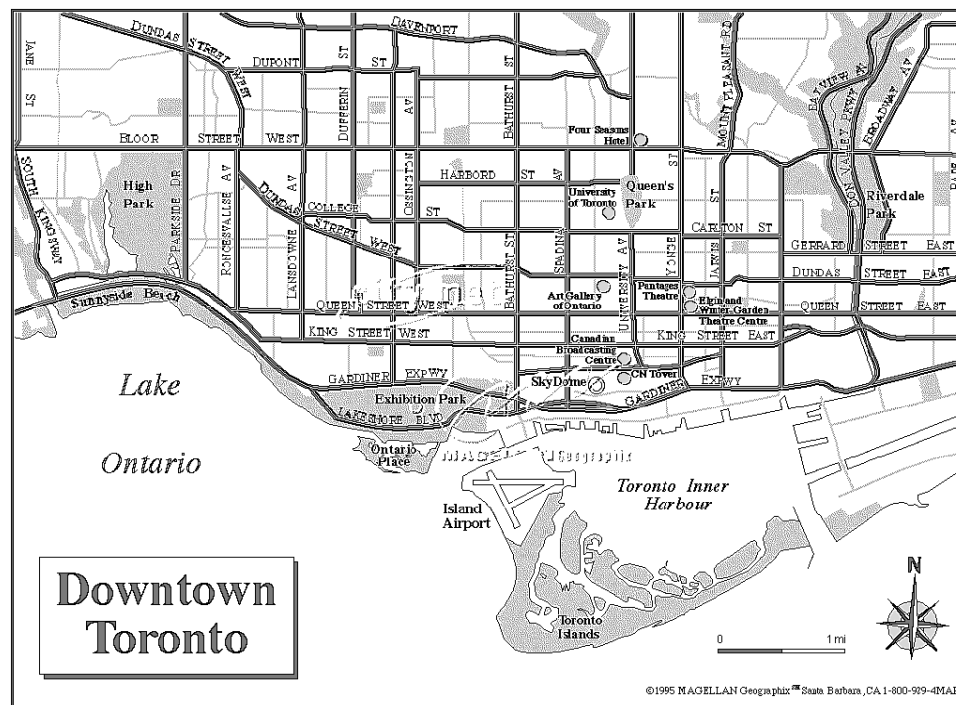 DAVENPORT
DUNDAS STREET WEST
JANE ST
DUPONT ST
DUFFERIN ST
OSSINGTON AV
BATHURST ST
MOUNT PLEASANT RD
BAYVIEW AV
DON VALLEY PKWY
BROADVIEW AV
Four Seasons
Hotel
BLOOR STREET WEST
HARBORD ST
SOUTH KINGSWAY
High
Park
PARKSIDE DR
RONCESVALLSE AV
LANSDOWNE AV
DUNDAS STREET WEST
COLLEGE ST
University
of Toronto
Queen's
Park
SPADINA AV
UNIVERSITY AV
YONGE ST
JARVIS ST
CARLTON ST
Riverdale
Park
GERRARD STREET EAST
DUNDAS STREET EAST
BATHURST ST
Sunnyside Beach
QUEEN STREET WEST
city.net
Art Gallery
of Ontario
Pantages
Theatre
Elgin and
Winter Garden
Theatre Centre
QUEEN STREET EAST
KING STREET WEST
KING STREET EAST
Canadian
Broadcasting
Centre
CN Tower
SkyDome
GARDINER EXPWY
GARDINER EXPWY
Exhibition Park
LAKESHORE BLVD
Ontario
Place
Lake
Ontario
MAGELLAN Geographix
Island
Airport
Toronto Inner
Harbour
Toronto
Islands
Downtown
Toronto
N
0 1 mi
©1995 MAGELLAN Geographix SM Santa Barbara, CA 1-800-929-4MAP